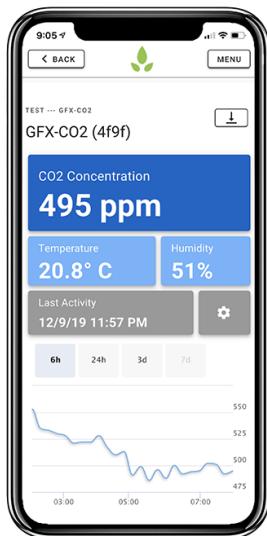 9:05
BACK
MENU
TEST --- GFX-CO2
GFX-CO2 (4f9f)
CO2 Concentration
495 ppm
Temperature
Humidity
20.8° C
51%
Last Activity
12/9/19 11:57 PM
6h
24h
3d
7d
550
525
500
475
03:00
05:00
07:00